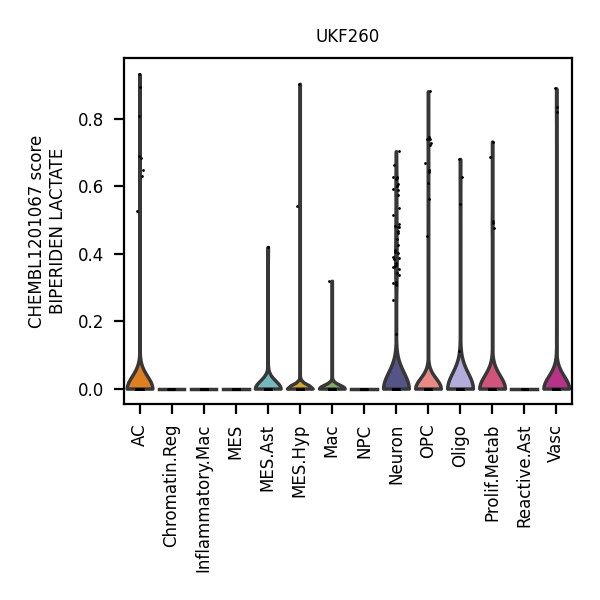 UKF260
CHEMBL1201067 score
BIPERIDEN LACTATE
0.8
0.6
0.4
0.2
0.0
AC
Chromatin.Reg
Inflammatory.Mac
MES
MES.Ast
MES.Hyp
Mac
NPC
Neuron
OPC
Oligo
Prolif.Metab
Reactive.Ast
Vasc